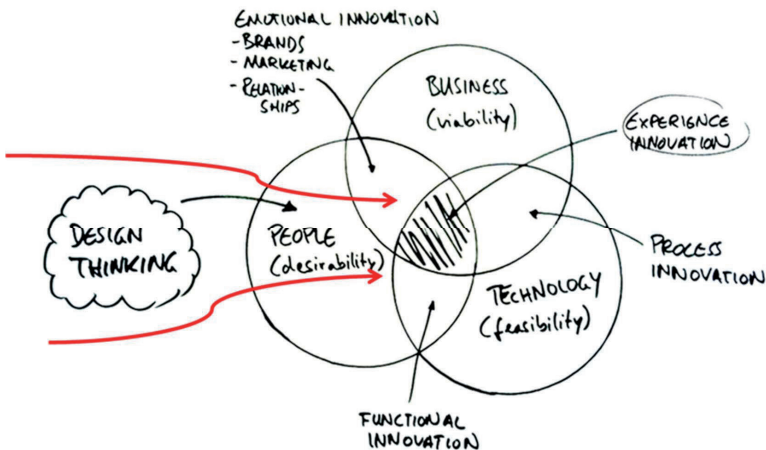 EMOTIONAL INNOVATION
-BRANDS
-MARKETING
-RELATION-
SHIPS
BUSINESS
(viability)
EXPERIENCE
INNOVATION
DESIGN
THINKING
PEOPLE
(desirability)
PROCESS
INNOVATION
TECHNOLOGY
(feasibility)
FUNCTIONAL
INNOVATION